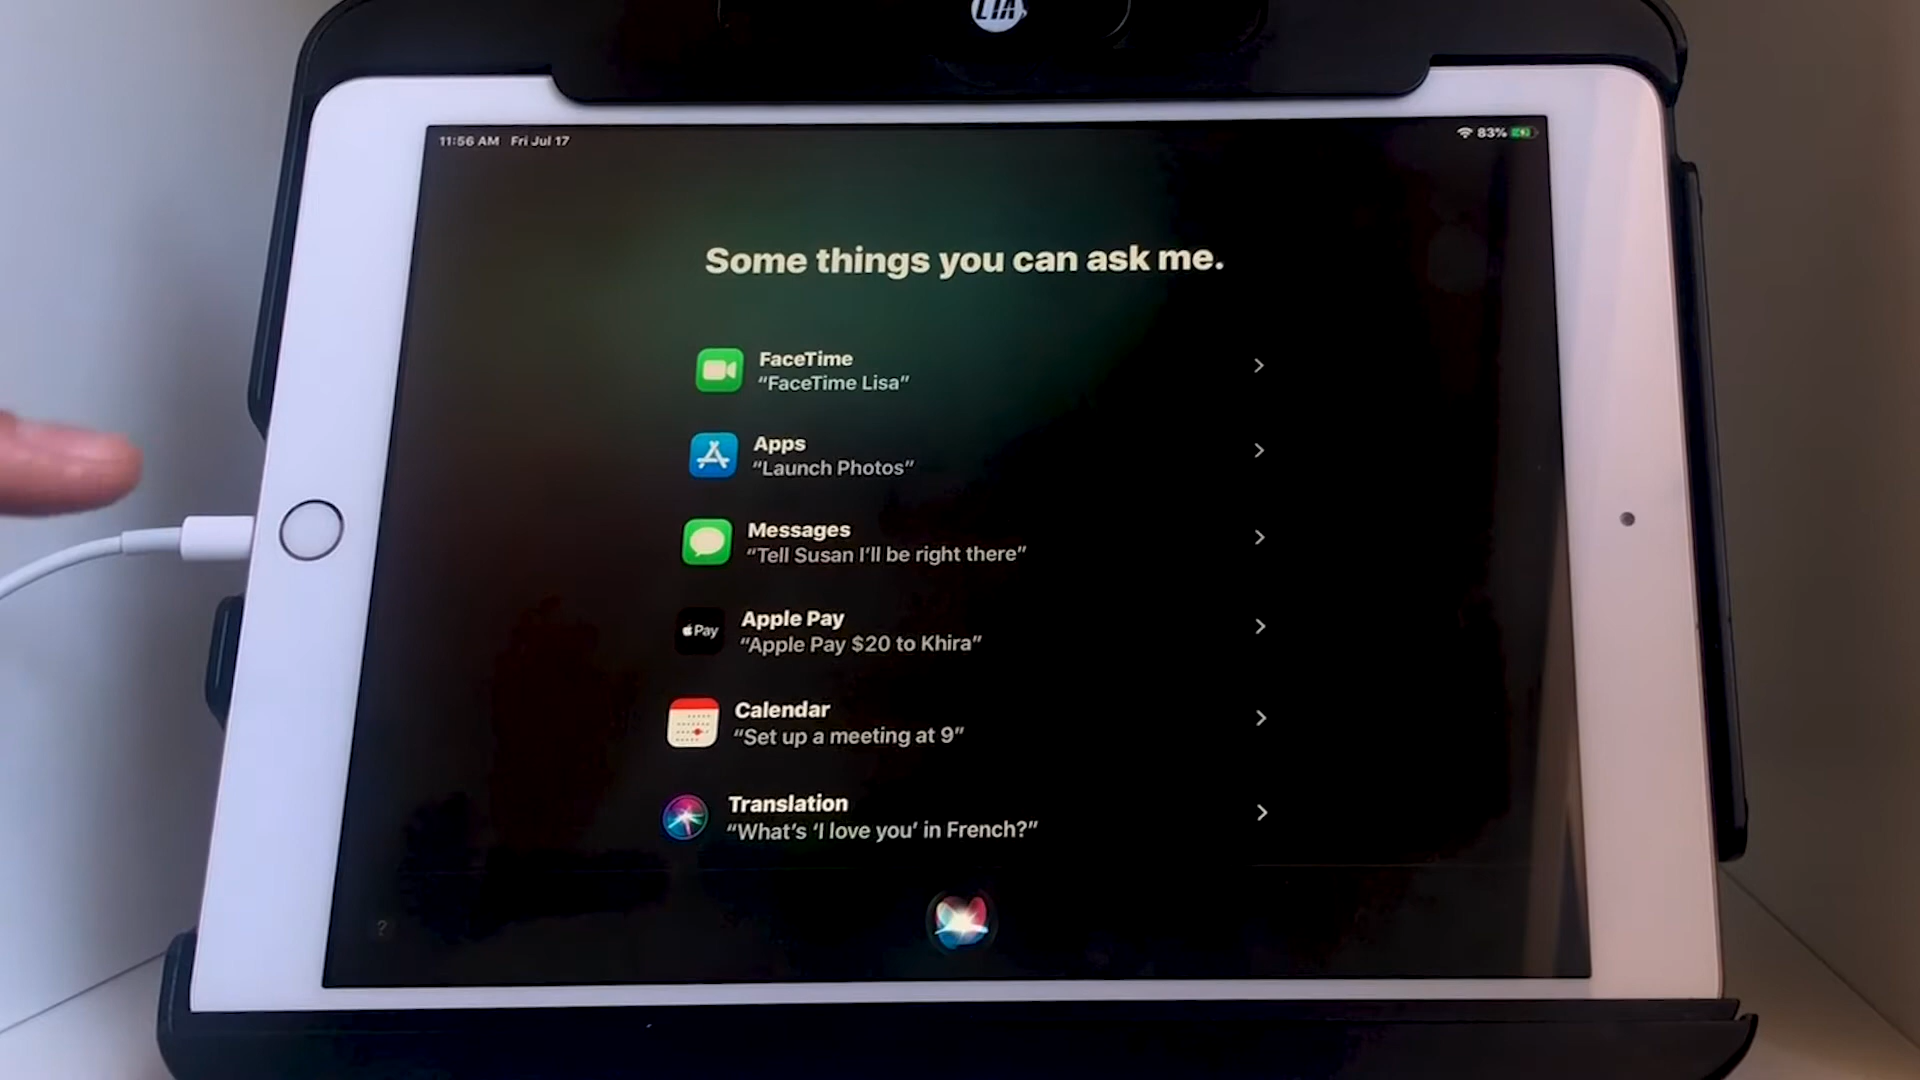 LTA
11:56 AM Fri Jul 17
83%
Some things you can ask me.
FaceTime
“FaceTime Lisa”
Apps
“Launch Photos”
Messages
“Tell Susan I’ll be right there”
Pay
Apple Pay
“Apple Pay $20 to Khira”
Calendar
“Set up a meeting at 9”
Translation
“What’s ‘I love you’ in French?”
?